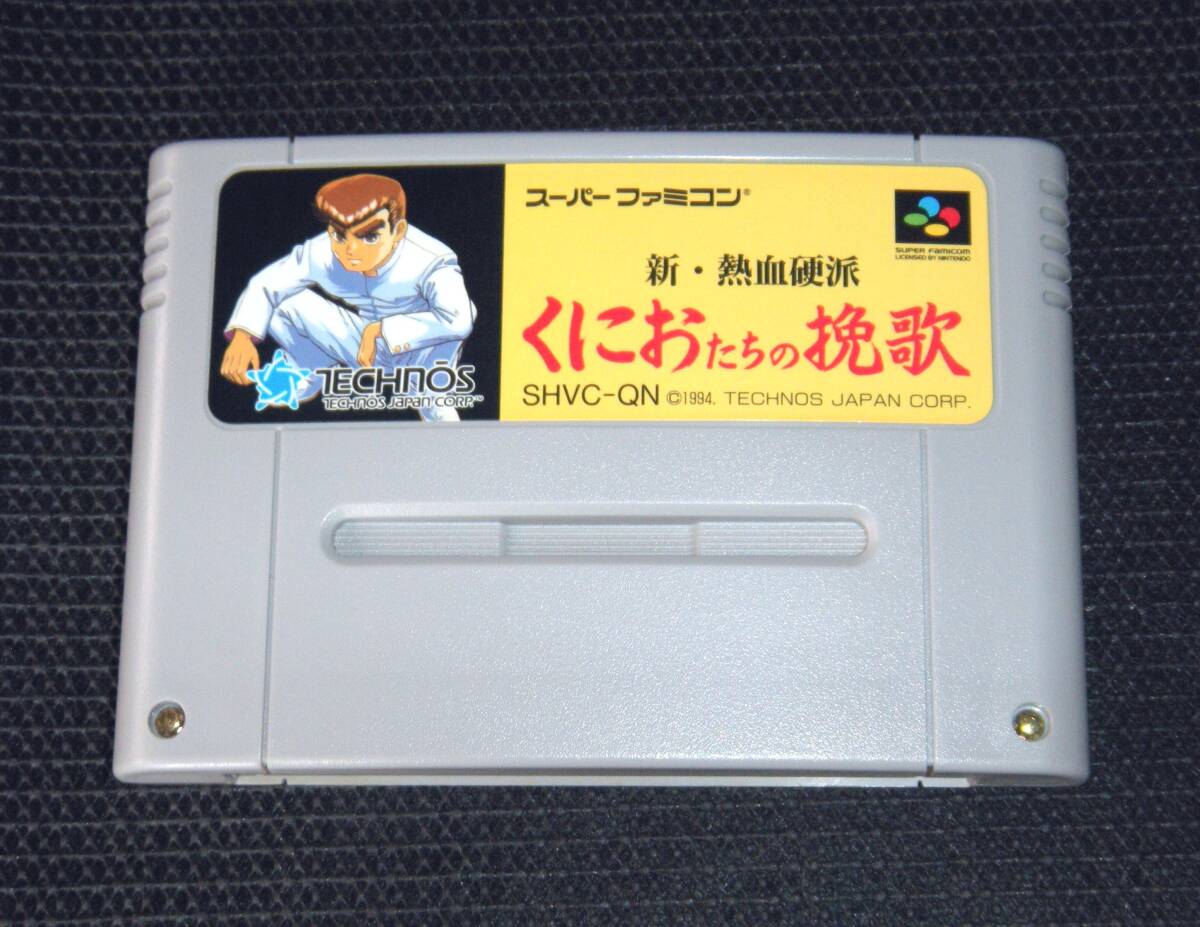 スーパーファミコン®
SUPER FAMICOM
LICENSED BY NINTENDO
新・熱血硬派
くにおたちの挽歌
TECHNŌS
TECHNŌS JAPAN CORP.™
SHVC-QN ©1994. TECHNOS JAPAN CORP.